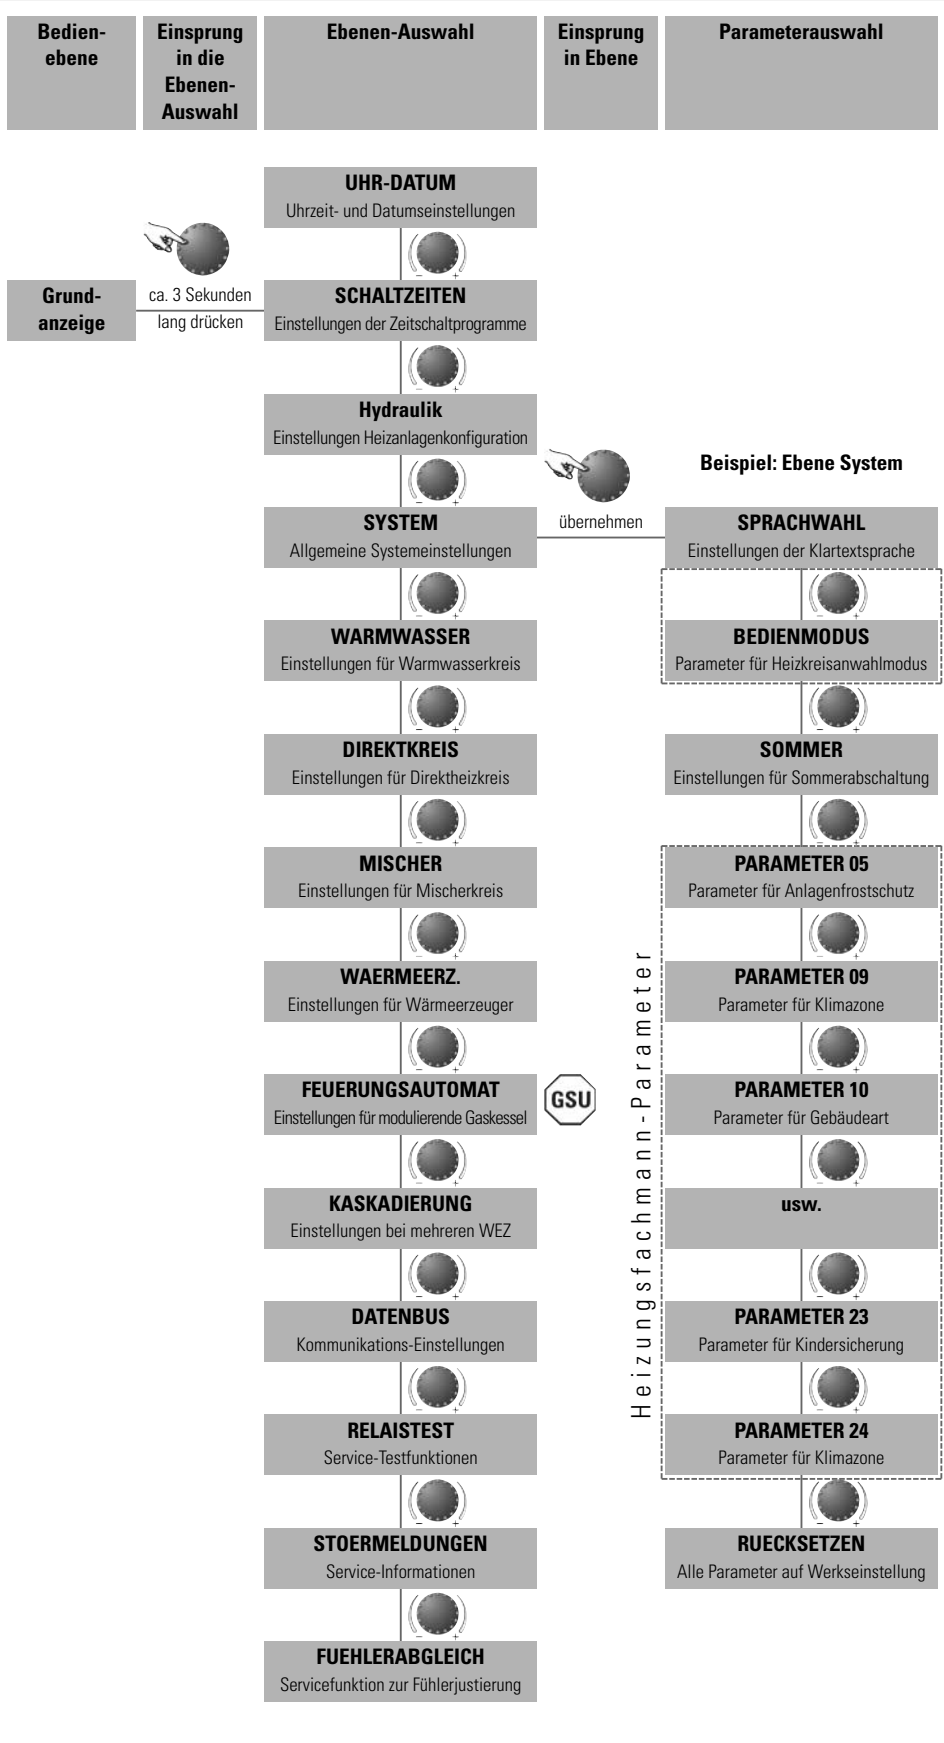 Bedien-
ebene
Einsprung
in die
Ebenen-
Auswahl
Ebenen-Auswahl
Einsprung
in Ebene
Parameterauswahl
UHR-DATUM
Uhrzeit- und Datumseinstellungen
Grund-
anzeige
ca. 3 Sekunden
lang drücken
SCHALTZEITEN
Einstellungen der Zeitschaltprogramme
Hydraulik
Einstellungen Heizanlagenkonfiguration
SYSTEM
Allgemeine Systemeinstellungen
WARMWASSER
Einstellungen für Warmwasserkreis
DIREKTKREIS
Einstellungen für Direktheizkreis
MISCHER
Einstellungen für Mischerkreis
WAERMEERZ.
Einstellungen für Wärmeerzeuger
FEUERUNGSAUTOMAT
Einstellungen für modulierende Gaskessel
GSU
KASKADIERUNG
Einstellungen bei mehreren WEZ
DATENBUS
Kommunikations-Einstellungen
RELAISTEST
Service-Testfunktionen
STOERMELDUNGEN
Service-Informationen
FUEHLERABGLEICH
Servicefunktion zur Fühlerjustierung
übernehmen
Beispiel: Ebene System
SPRACHWAHL
Einstellungen der Klartextsprache
BEDIENMODUS
Parameter für Heizkreisanwahlmodus
SOMMER
Einstellungen für Sommerabschaltung
Heizungsfachmann-Parameter
PARAMETER 05
Parameter für Anlagenfrostschutz
PARAMETER 09
Parameter für Klimazone
PARAMETER 10
Parameter für Gebäudeart
usw.
PARAMETER 23
Parameter für Kindersicherung
PARAMETER 24
Parameter für Klimazone
RUECKSETZEN
Alle Parameter auf Werkseinstellung